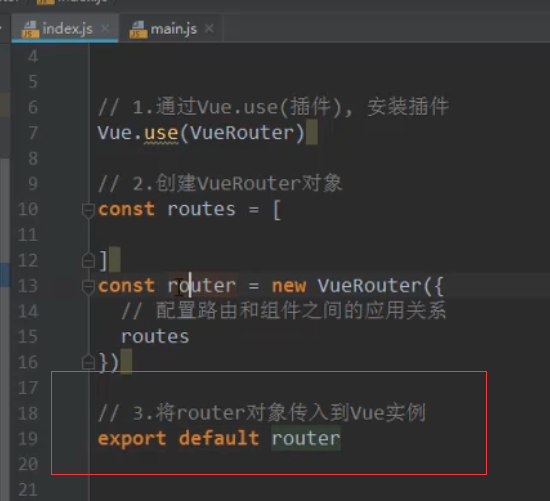 index.js
main.js
4
5
6 // 1.通过Vue.use(插件), 安装插件
7 Vue.use(VueRouter)
8
9 // 2.创建VueRouter对象
10 const routes = [
11
12 ]
13 const router = new VueRouter({
14 // 配置路由和组件之间的应用关系
15 routes
16 })
17
18 // 3.将router对象传入到Vue实例
19 export default router
20
21